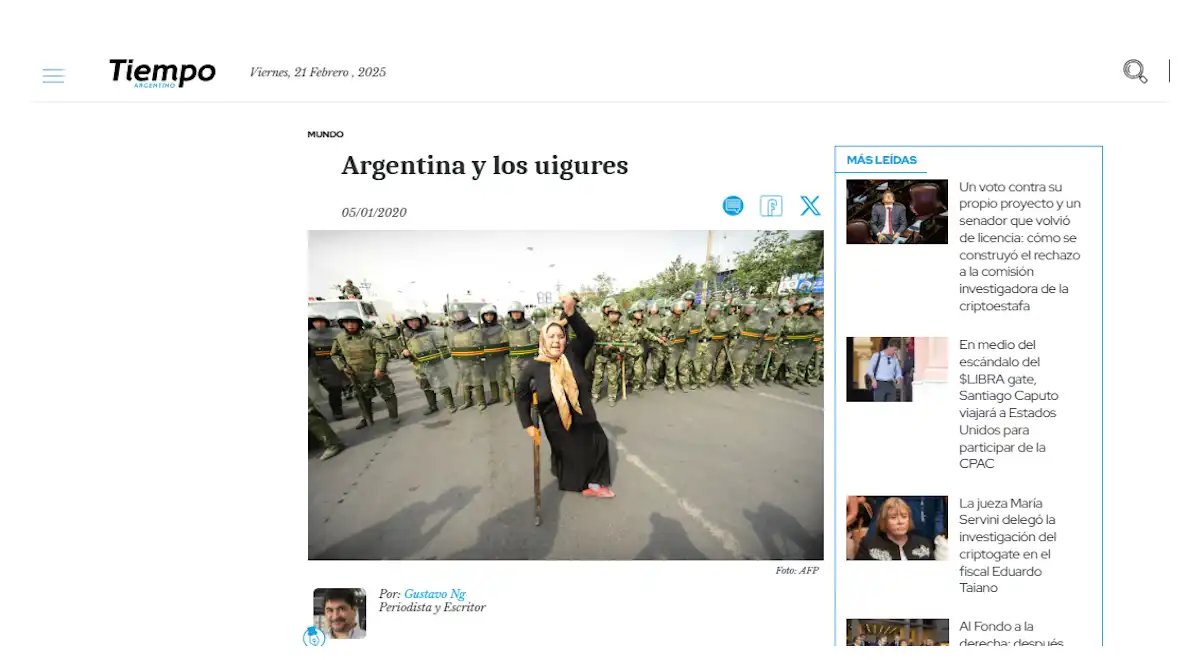 Tiempo
ARGENTINO
Viernes, 21 Febrero , 2025
MUNDO
Argentina y los uigures
05/01/2020
Foto: AFP
Por: Gustavo Ng
Periodista y Escritor
MÁS LEÍDAS
Un voto contra su
propio proyecto y un
senador que volvió
de licencia: cómo se
construyó el rechazo
a la comisión
investigadora de la
criptoestafa
En medio del
escándalo del
$LIBRA gate,
Santiago Caputo
viajará a Estados
Unidos para
participar de la
CPAC
La jueza María
Servini delegó la
investigación del
criptogate en el
fiscal Eduardo
Taiano
Al Fondo a la
derecha: después